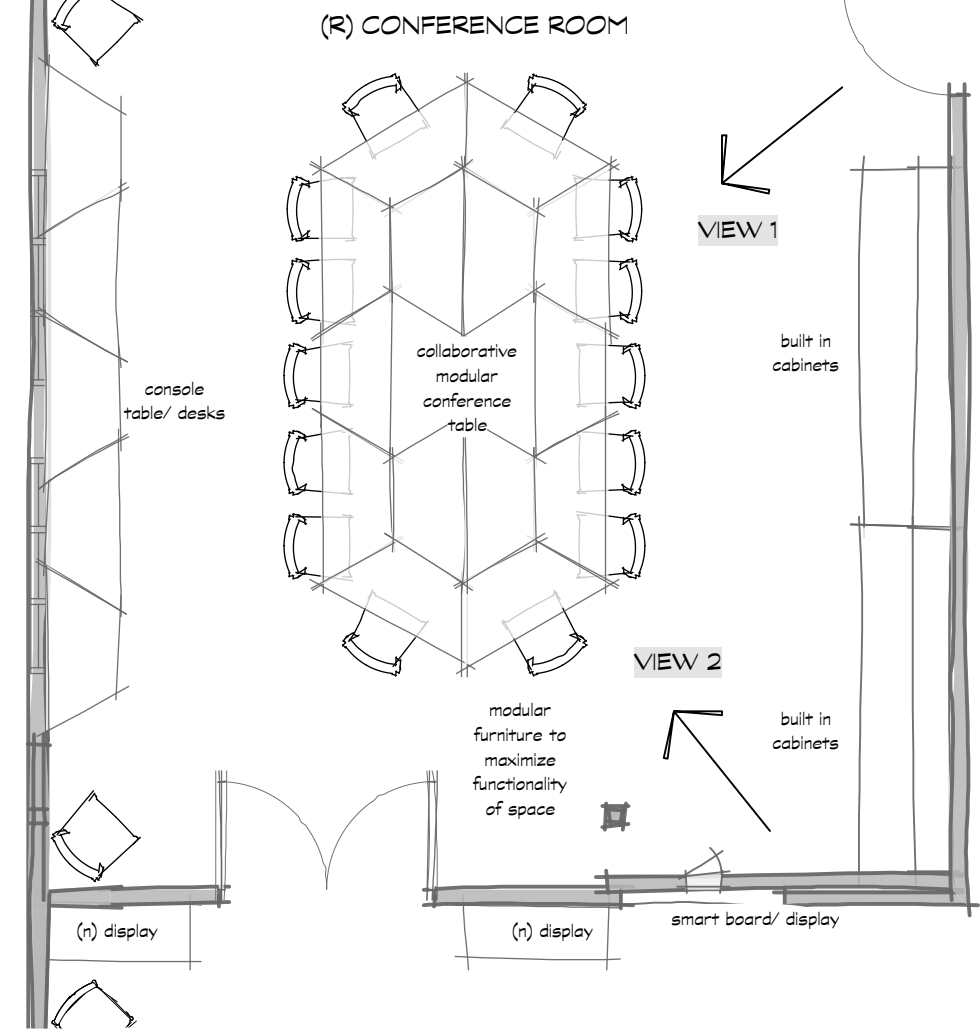 (R) CONFERENCE ROOM
VIEW 1
built in
cabinets
collaborative
modular
conference
table
console
table/ desks
VIEW 2
modular
furniture to
maximize
functionality
of space
built in
cabinets
(n) display
(n) display
smart board/ display